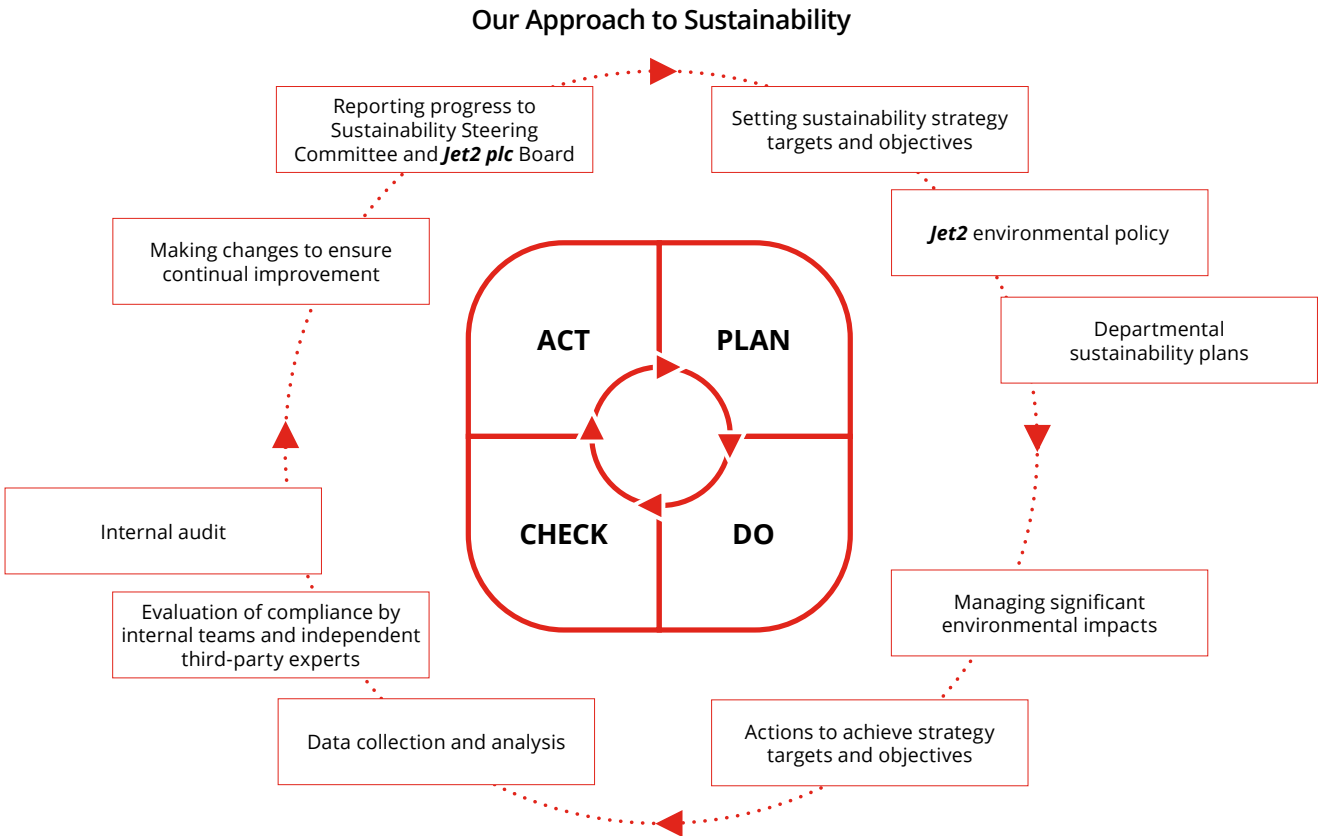 Our Approach to Sustainability
Reporting progress to
Sustainability Steering
Committee and Jet2 plc Board
Setting sustainability strategy
targets and objectives
Jet2 environmental policy
Departmental
sustainability plans
Managing significant
environmental impacts
Actions to achieve strategy
targets and objectives
Data collection and analysis
Evaluation of compliance by
internal teams and independent
third-party experts
Internal audit
Making changes to ensure
continual improvement
ACT
PLAN
CHECK
DO